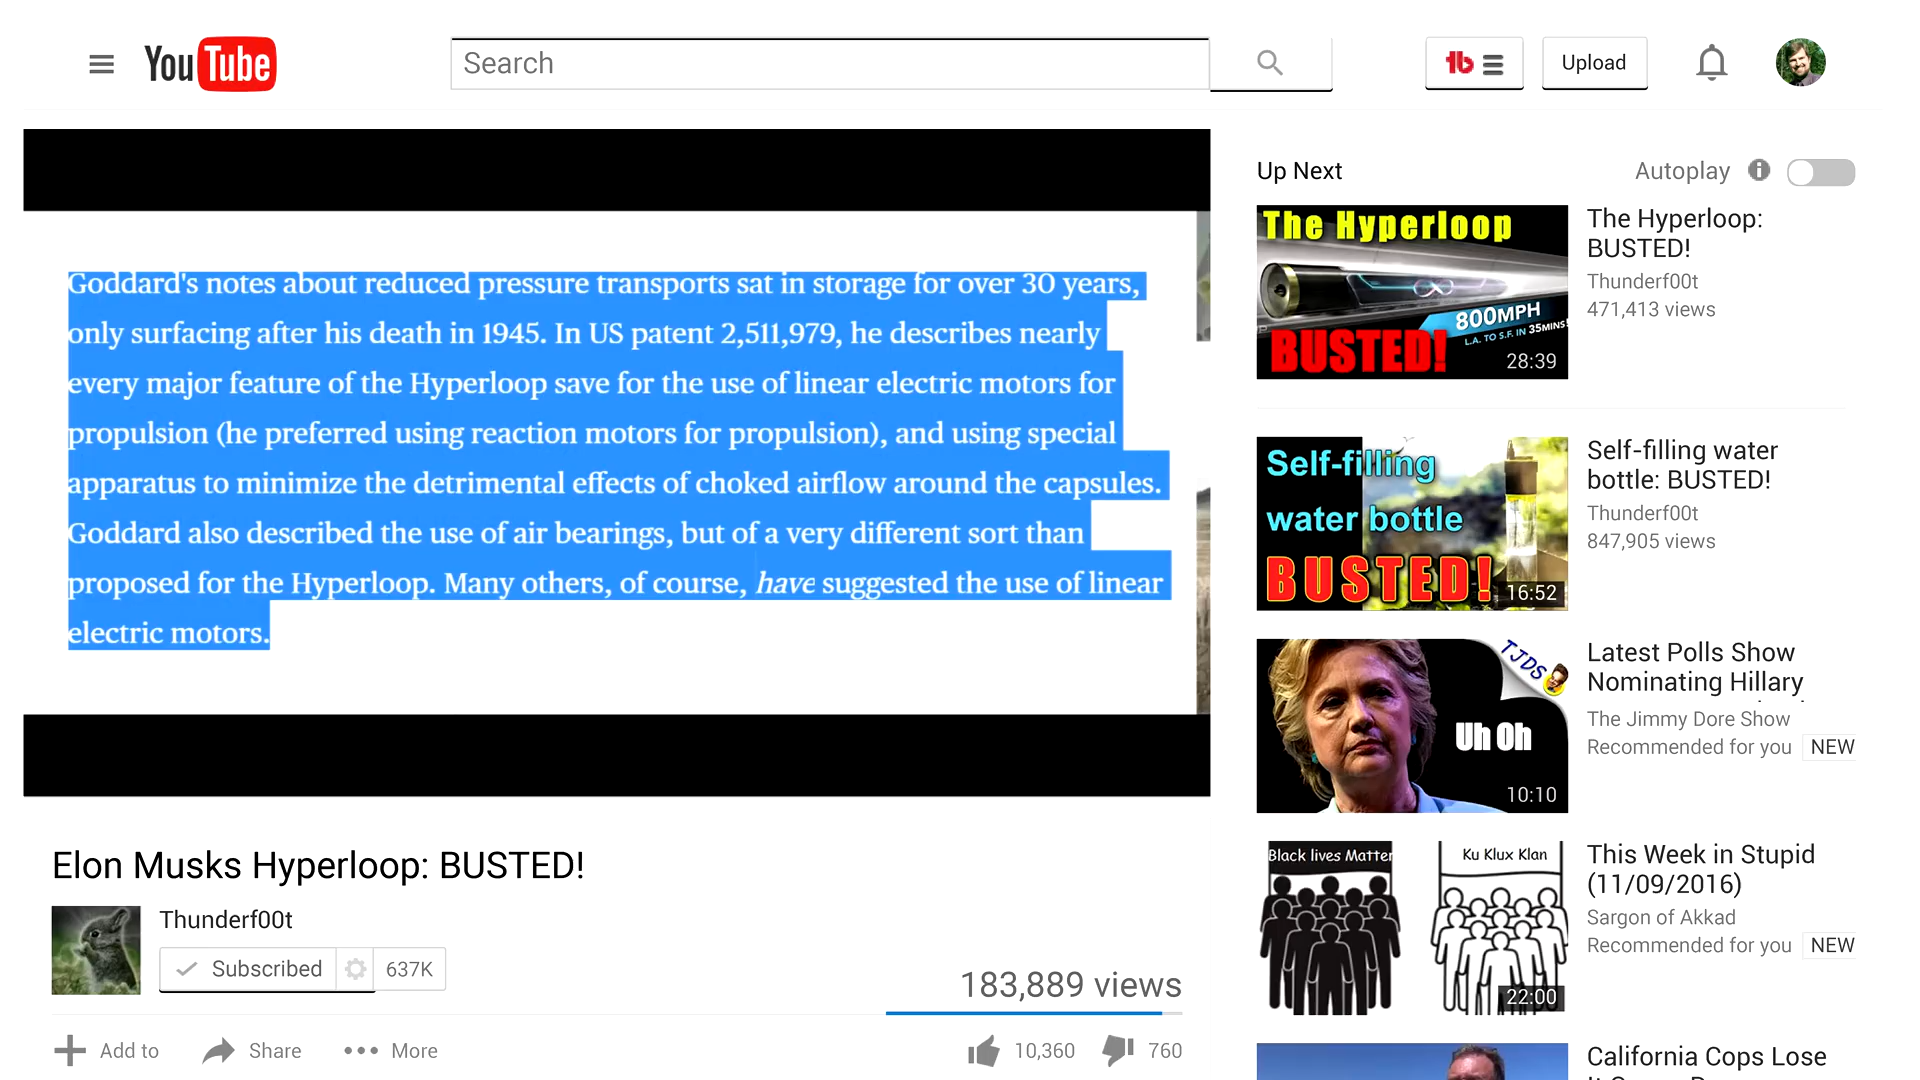 YouTube
Search
Upload
Goddard's notes about reduced pressure transports sat in storage for over 30 years,
only surfacing after his death in 1945. In US patent 2,511,979, he describes nearly
every major feature of the Hyperloop save for the use of linear electric motors for
propulsion (he preferred using reaction motors for propulsion), and using special
apparatus to minimize the detrimental effects of choked airflow around the capsules.
Goddard also described the use of air bearings, but of a very different sort than
proposed for the Hyperloop. Many others, of course, have suggested the use of linear
electric motors.
Elon Musks Hyperloop: BUSTED!
Thunderf00t
Subscribed 637K
183,889 views
Add to Share More
10,360 760
Up Next
Autoplay
The Hyperloop
800MPH
L.A. TO S.F. IN 35MINS!
BUSTED!
28:39
The Hyperloop:
BUSTED!
Thunderf00t
471,413 views
Self-filling
water bottle
BUSTED!
16:52
Self-filling water
bottle: BUSTED!
Thunderf00t
847,905 views
TJDS
Uh Oh
10:10
Latest Polls Show
Nominating Hillary
The Jimmy Dore Show
Recommended for you NEW
Black lives Matter
Ku Klux Klan
22:00
This Week in Stupid
(11/09/2016)
Sargon of Akkad
Recommended for you NEW
California Cops Lose